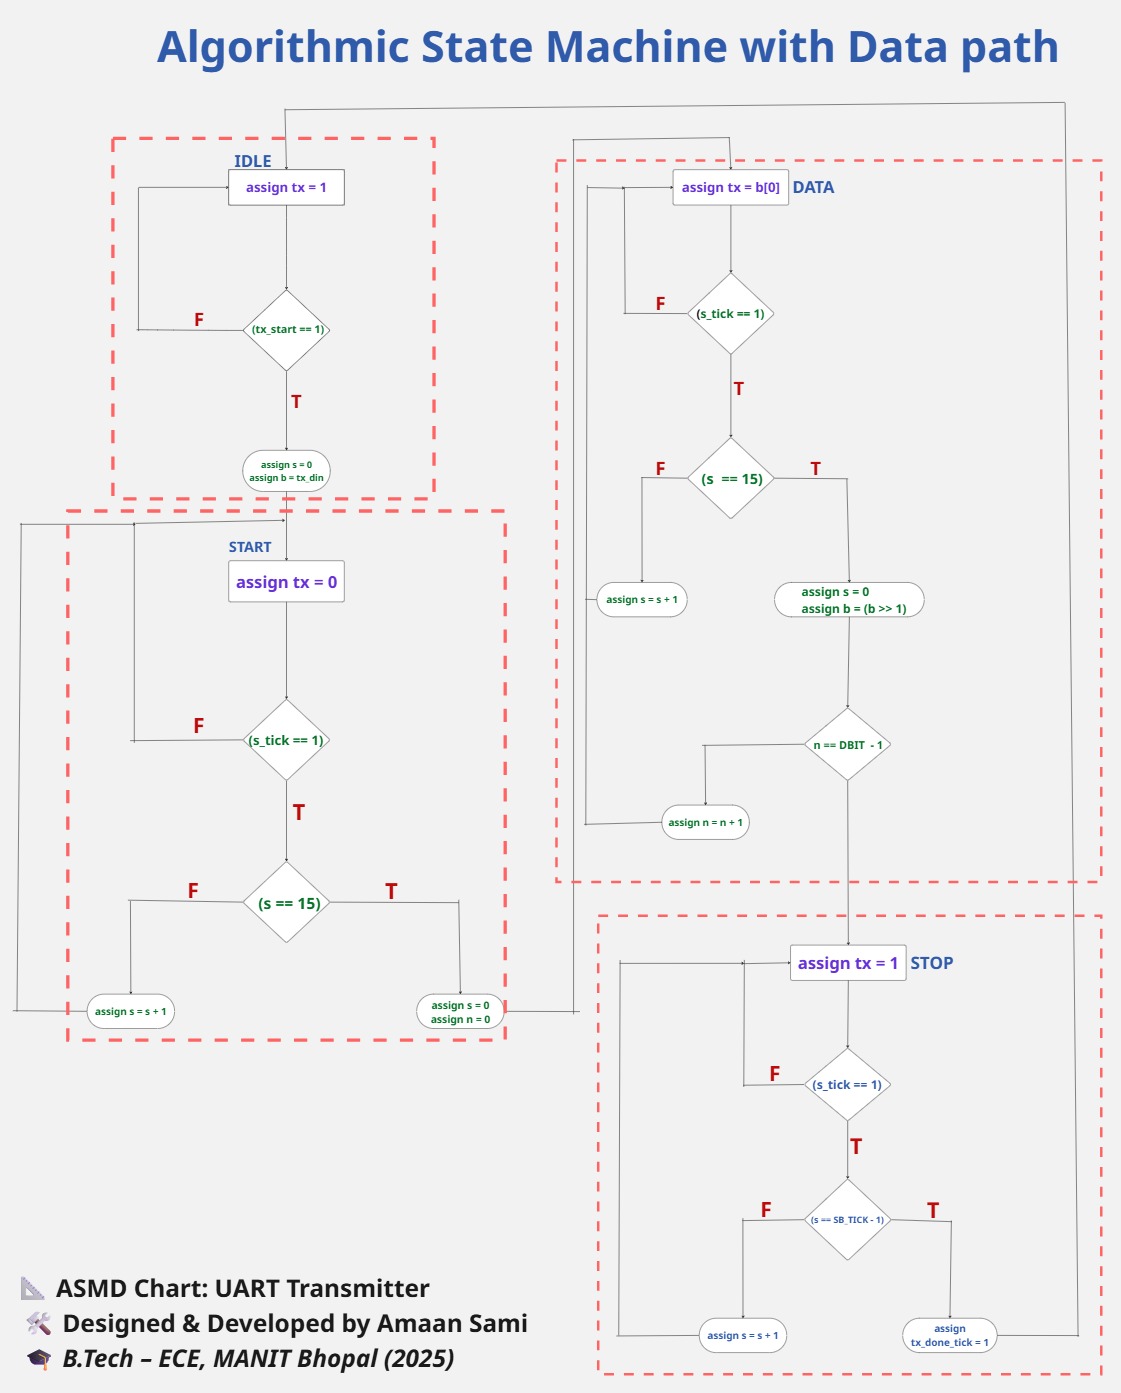 Algorithmic State Machine with Data path
IDLE
assign tx = 1
(tx_start == 1)
F
T
assign s = 0
assign b = tx_din
START
assign tx = 0
(s_tick == 1)
F
T
(s == 15)
F
T
assign s = s + 1
assign s = 0
assign n = 0
assign tx = b[0]
DATA
(s_tick == 1)
F
T
(s == 15)
F
T
assign s = s + 1
assign s = 0
assign b = (b >> 1)
n == DBIT - 1
assign n = n + 1
assign tx = 1
STOP
(s_tick == 1)
F
T
(s == SB_TICK - 1)
F
T
assign s = s + 1
assign
tx_done_tick = 1
ASMD Chart: UART Transmitter
Designed & Developed by Amaan Sami
B.Tech – ECE, MANIT Bhopal (2025)